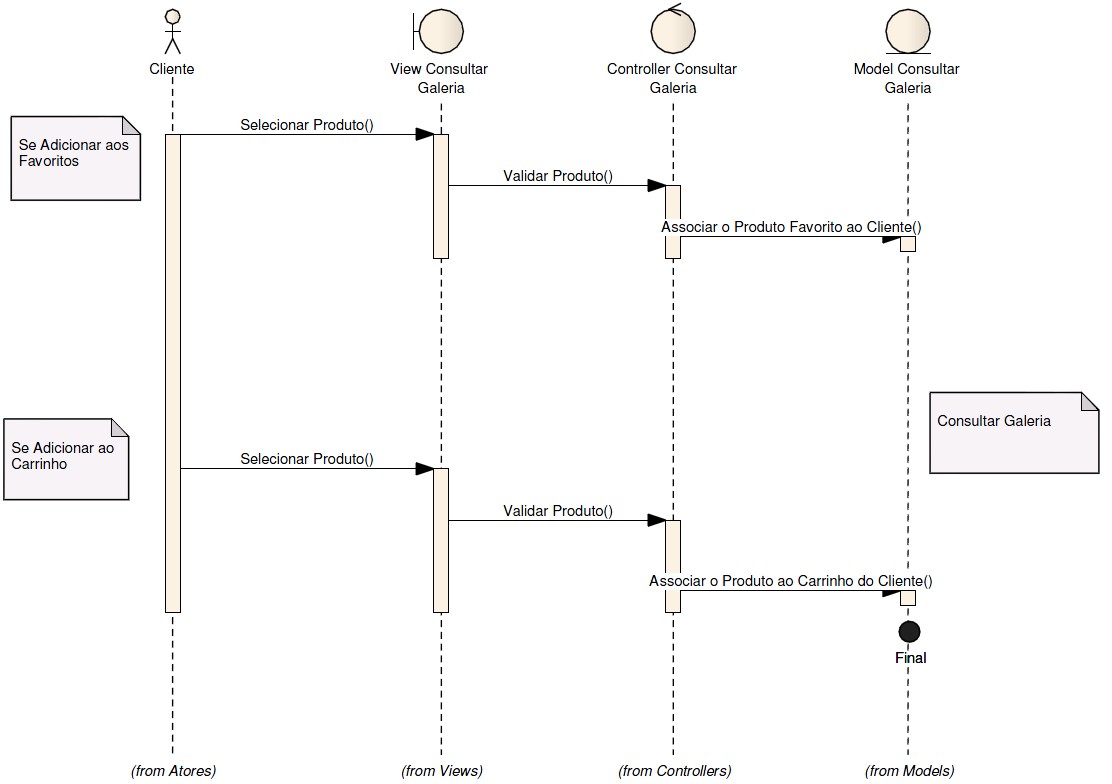 Cliente
View Consultar
Galeria
Controller Consultar
Galeria
Model Consultar
Galeria
Se Adicionar aos
Favoritos
Selecionar Produto()
Validar Produto()
Associar o Produto Favorito ao Cliente()
Consultar Galeria
Se Adicionar ao
Carrinho
Selecionar Produto()
Validar Produto()
Associar o Produto ao Carrinho do Cliente()
Final
(from Atores)
(from Views)
(from Controllers)
(from Models)